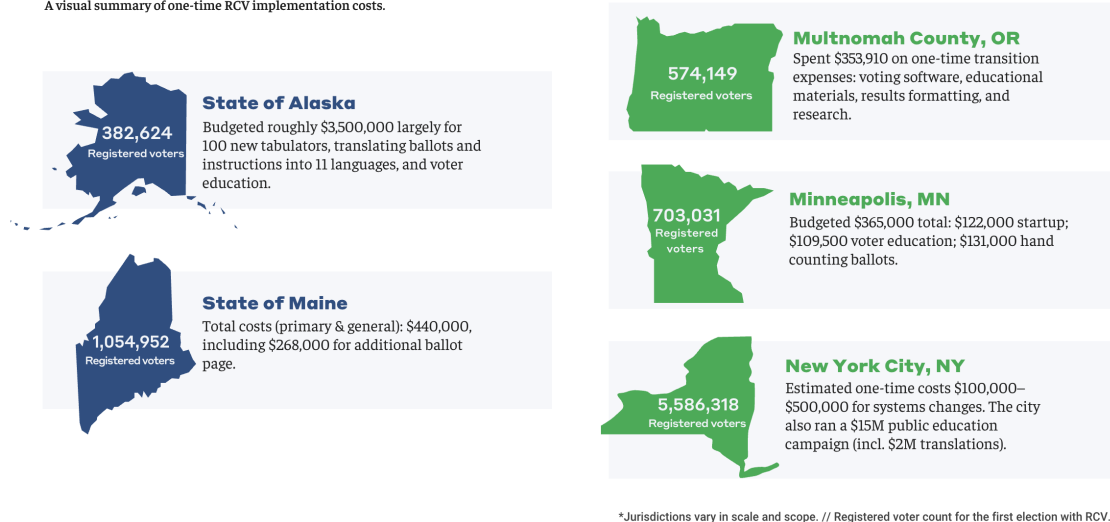 A visual summary of one-time RCV implementation costs.
382,624
Registered voters
State of Alaska
Budgeted roughly $3,500,000 largely for
100 new tabulators, translating ballots and
instructions into 11 languages, and voter
education.
1,054,952
Registered voters
State of Maine
Total costs (primary & general): $440,000,
including $268,000 for additional ballot
page.
574,149
Registered voters
Multnomah County, OR
Spent $353,910 on one-time transition
expenses: voting software, educational
materials, results formatting, and
research.
703,031
Registered
voters
Minneapolis, MN
Budgeted $365,000 total: $122,000 startup;
$109,500 voter education; $131,000 hand
counting ballots.
5,586,318
Registered voters
New York City, NY
Estimated one-time costs $100,000–
$500,000 for systems changes. The city
also ran a $15M public education
campaign (incl. $2M translations).
*Jurisdictions vary in scale and scope. // Registered voter count for the first election with RCV.